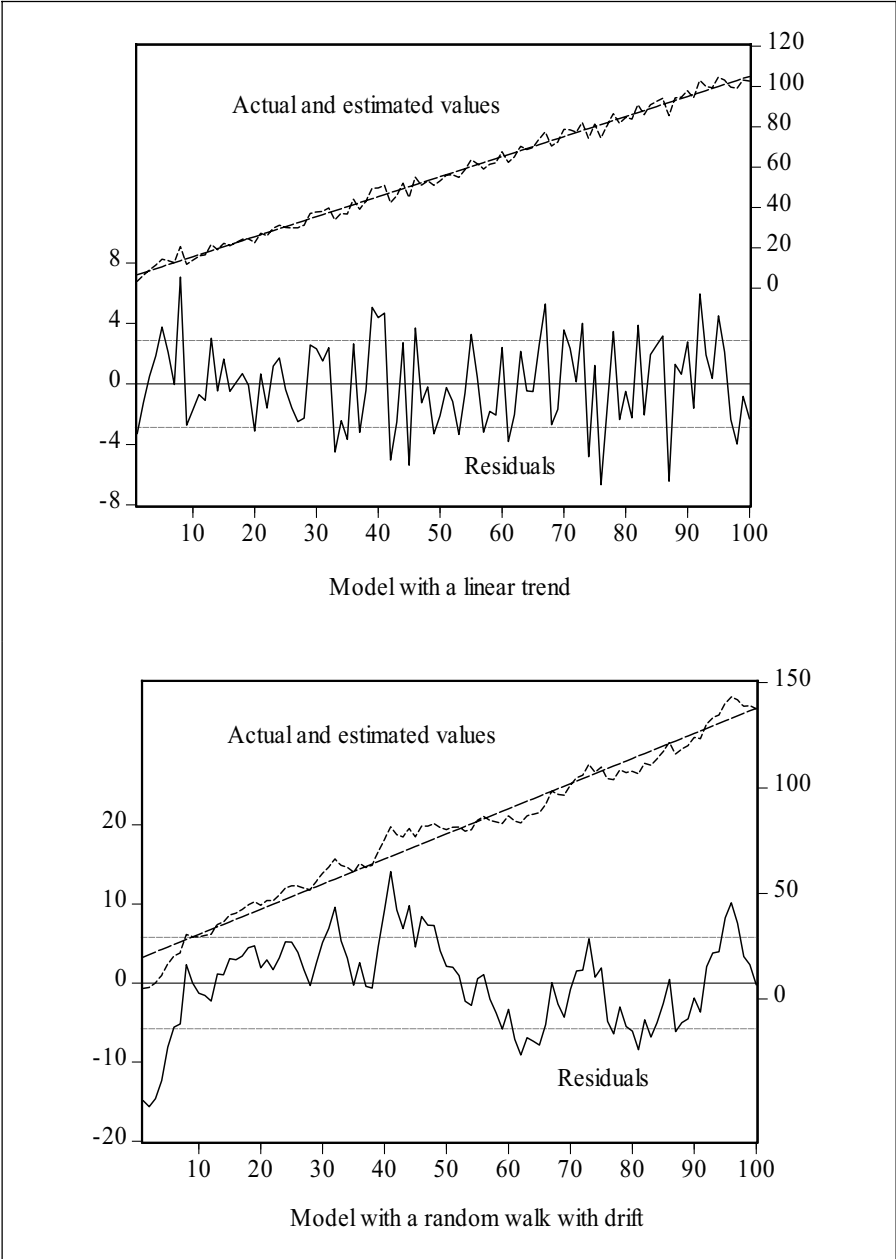 120
Actual and estimated values
100
80
60
40
20
0
8
4
0
-4
-8
Residuals
10 20 30 40 50 60 70 80 90 100
Model with a linear trend
150
Actual and estimated values
100
50
0
20
10
0
-10
-20
Residuals
10 20 30 40 50 60 70 80 90 100
Model with a random walk with drift